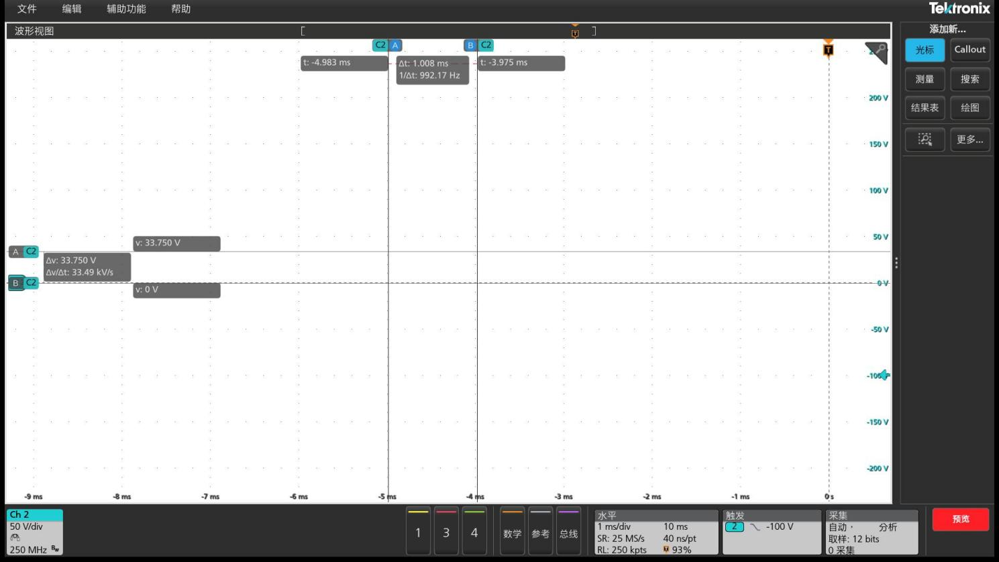 文件 编辑 辅助功能 帮助
Tektronix
波形视图
添加新...
C2 A B C2
光标 Callout
t: -4.983 ms
Δt: 1.008 ms
1/Δt: 992.17 Hz
t: -3.975 ms
测量 搜索
200 V
结果表 绘图
更多...
150 V
100 V
50 V
v: 33.750 V
A C2
Δv: 33.750 V
Δv/Δt: 33.49 kV/s
B C2
v: 0 V
0 V
-50 V
-100
-150 V
-200 V
-9 ms -8 ms -7 ms -6 ms -5 ms -4 ms -3 ms -2 ms -1 ms 0 s
Ch 2
50 V/div
250 MHz Bw
1 3 4 数学 参考 总线
水平
1 ms/div 10 ms
SR: 25 MS/s 40 ns/pt
RL: 250 kpts T 93%
触发
2 -100 V
采集
自动, 分析
取样: 12 bits
0 采集
预览